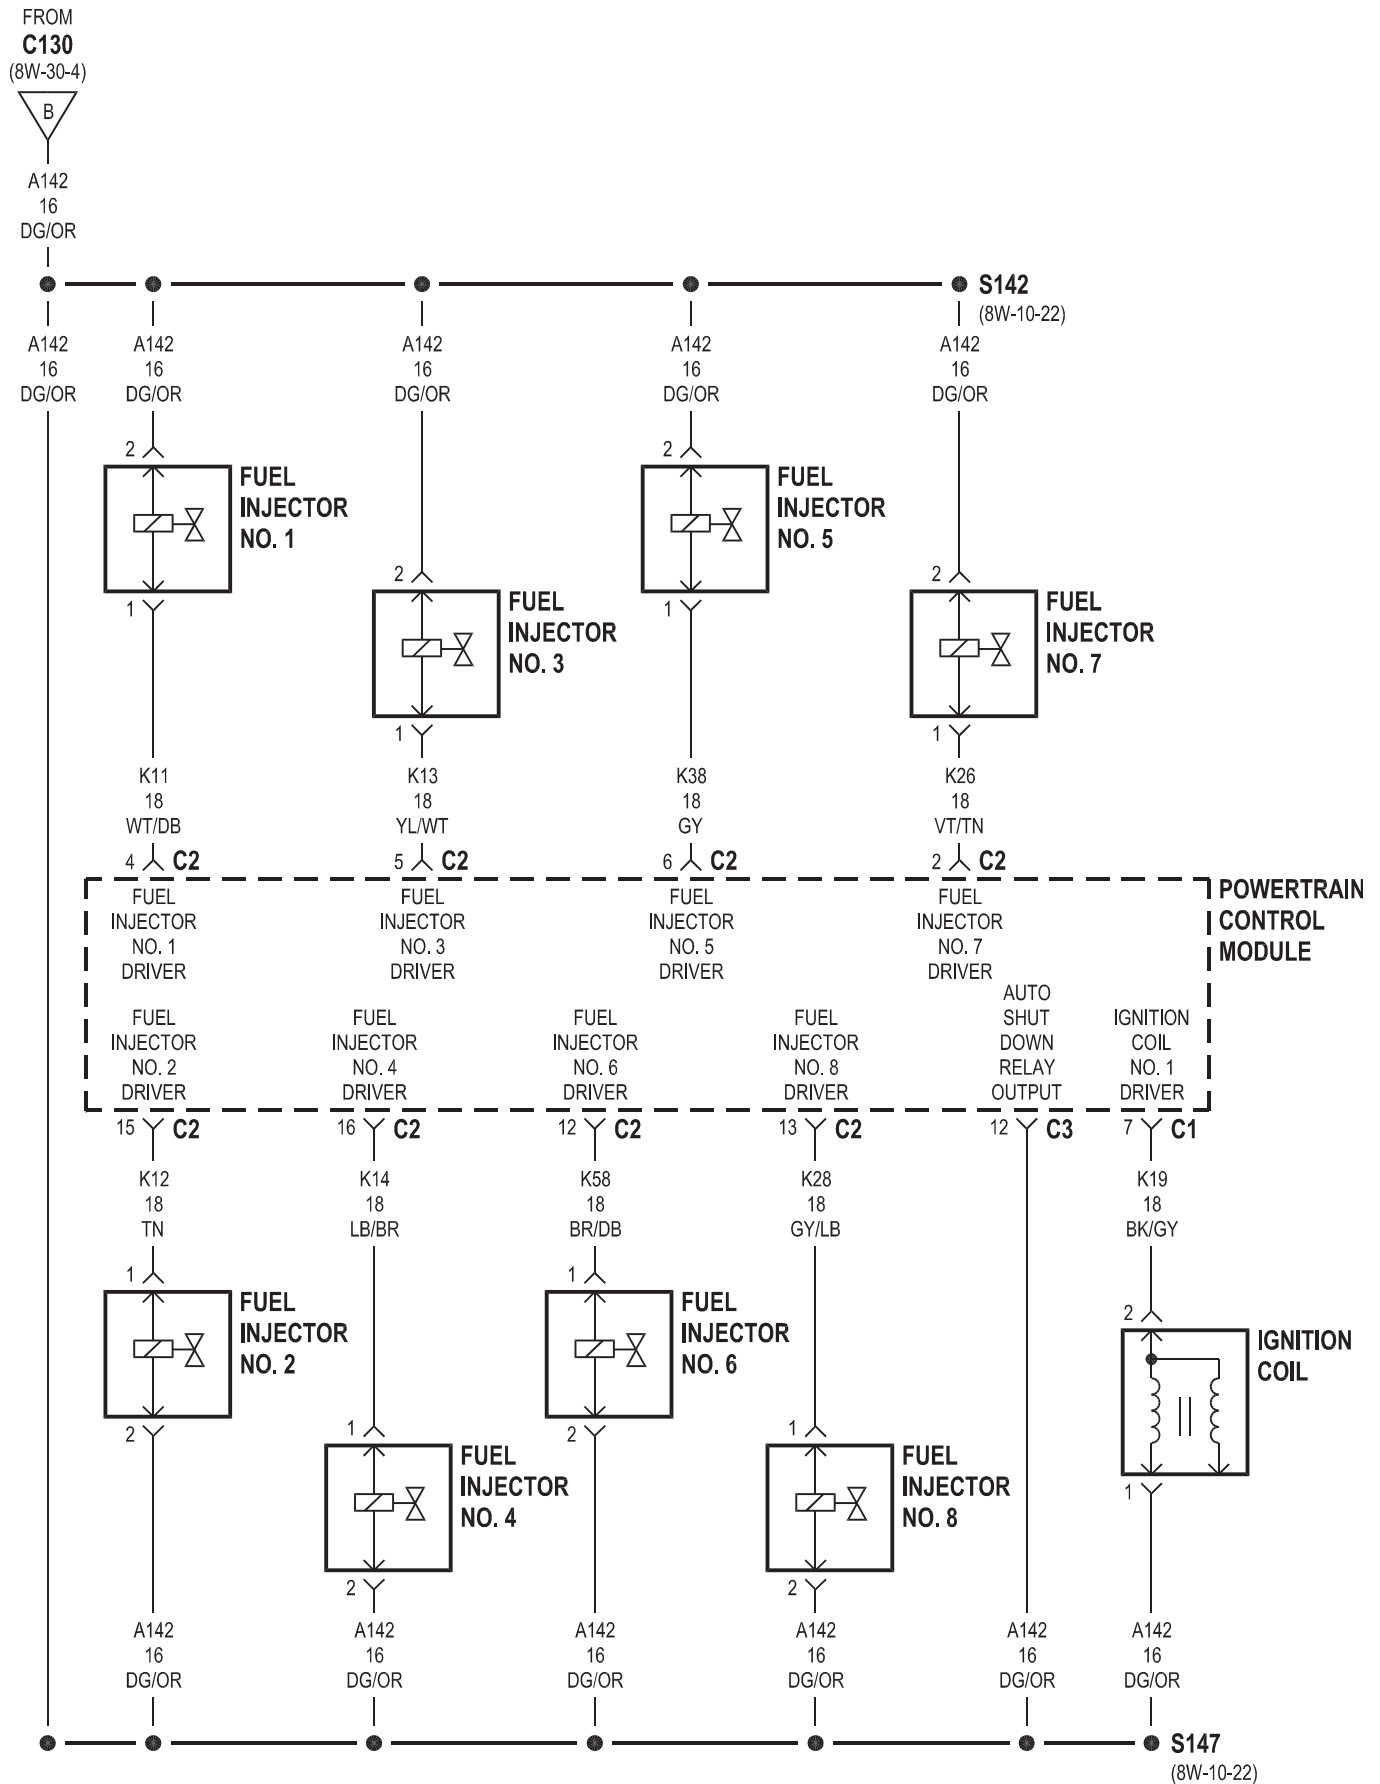 FROM
C130
(8W-30-4)
B
A142
16
DG/OR
S142
(8W-10-22)
A142
16
DG/OR
A142
16
DG/OR
A142
16
DG/OR
A142
16
DG/OR
A142
16
DG/OR
2
FUEL
INJECTOR
NO. 1
1
2
FUEL
INJECTOR
NO. 3
1
2
FUEL
INJECTOR
NO. 5
1
2
FUEL
INJECTOR
NO. 7
1
K11
18
WT/DB
4
C2
K13
18
YL/WT
5
C2
K38
18
GY
6
C2
K26
18
VT/TN
2
C2
POWERTRAIN
CONTROL
MODULE
FUEL
INJECTOR
NO. 1
DRIVER
FUEL
INJECTOR
NO. 3
DRIVER
FUEL
INJECTOR
NO. 5
DRIVER
FUEL
INJECTOR
NO. 7
DRIVER
FUEL
INJECTOR
NO. 2
DRIVER
FUEL
INJECTOR
NO. 4
DRIVER
FUEL
INJECTOR
NO. 6
DRIVER
FUEL
INJECTOR
NO. 8
DRIVER
AUTO
SHUT
DOWN
RELAY
OUTPUT
IGNITION
COIL
NO. 1
DRIVER
15
C2
16
C2
12
C2
13
C2
12
C3
7
C1
K12
18
TN
K14
18
LB/BR
K58
18
BR/DB
K28
18
GY/LB
K19
18
BK/GY
1
FUEL
INJECTOR
NO. 2
2
1
FUEL
INJECTOR
NO. 4
2
1
FUEL
INJECTOR
NO. 6
2
1
FUEL
INJECTOR
NO. 8
2
2
IGNITION
COIL
1
A142
16
DG/OR
A142
16
DG/OR
A142
16
DG/OR
A142
16
DG/OR
A142
16
DG/OR
A142
16
DG/OR
S147
(8W-10-22)